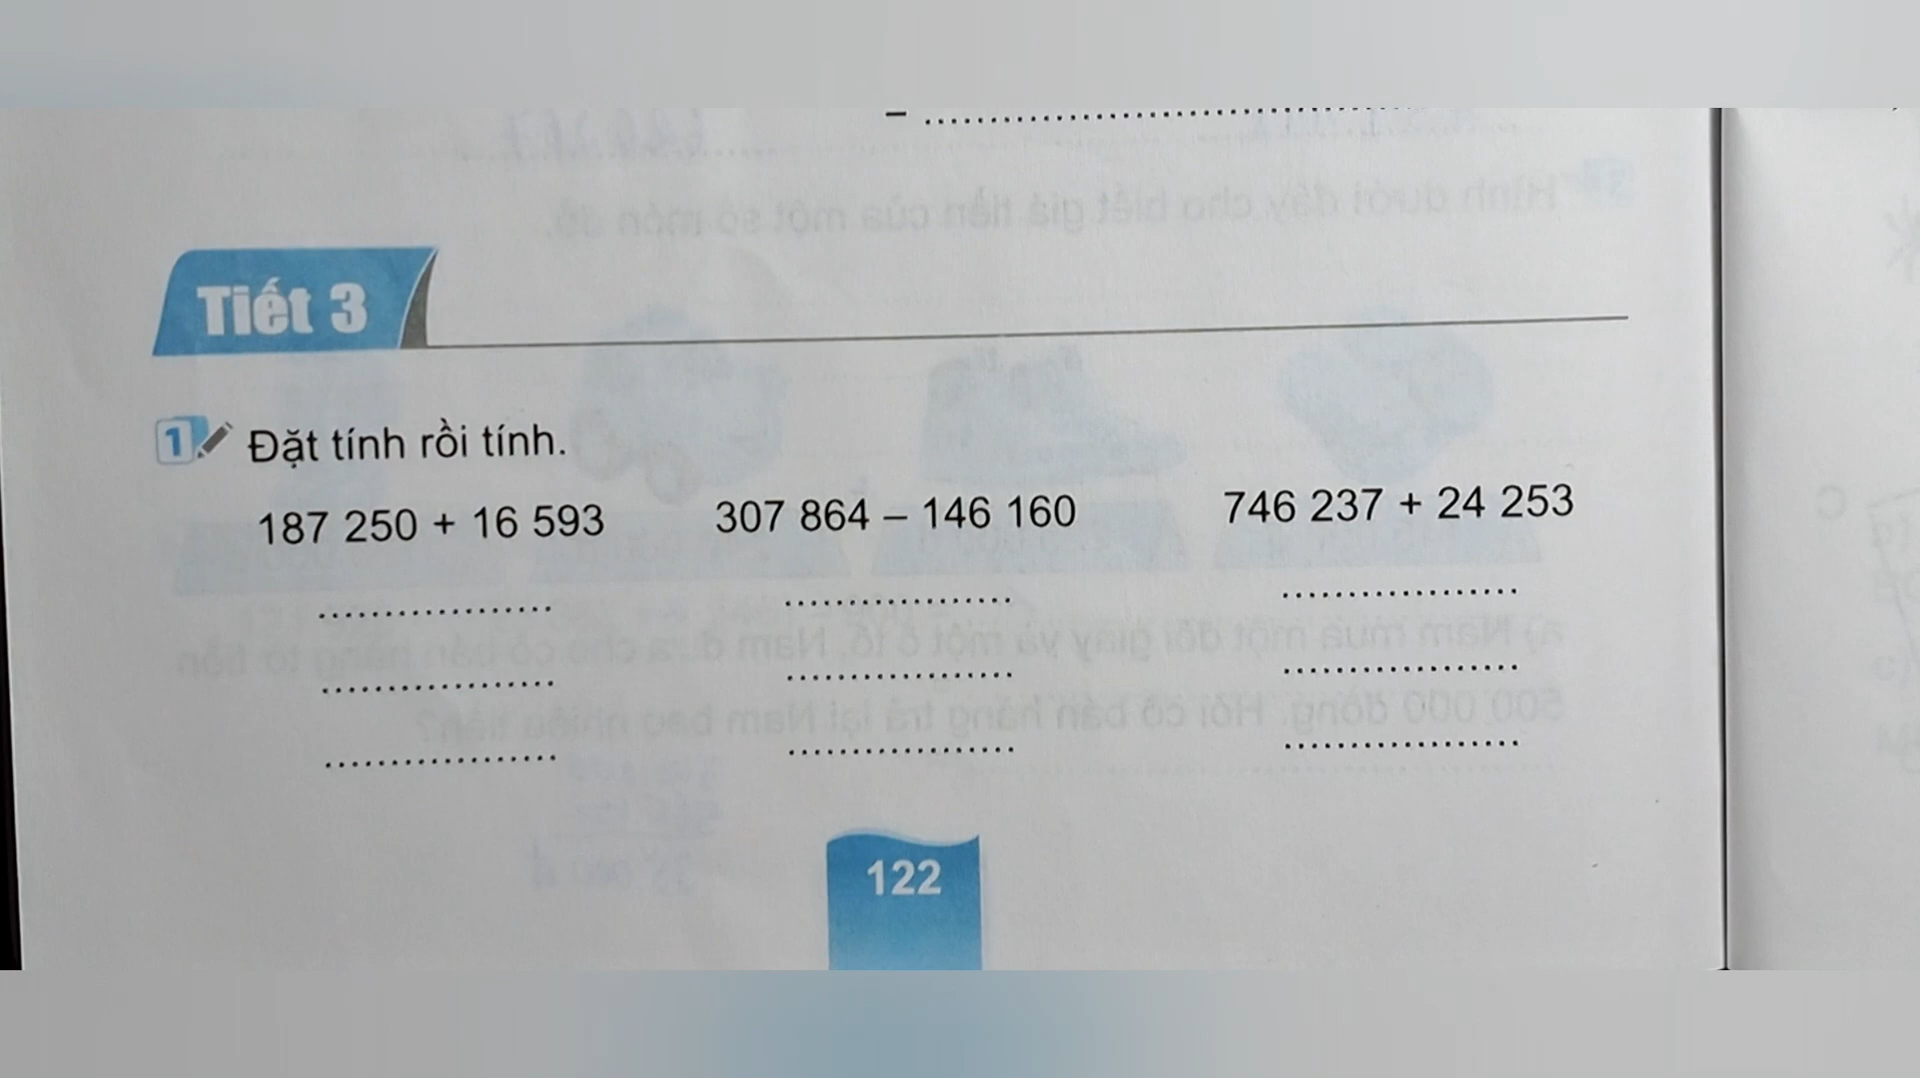 Tiết 3
1 Đặt tính rồi tính.
187 250 + 16 593 307 864 – 146 160 746 237 + 24 253
122